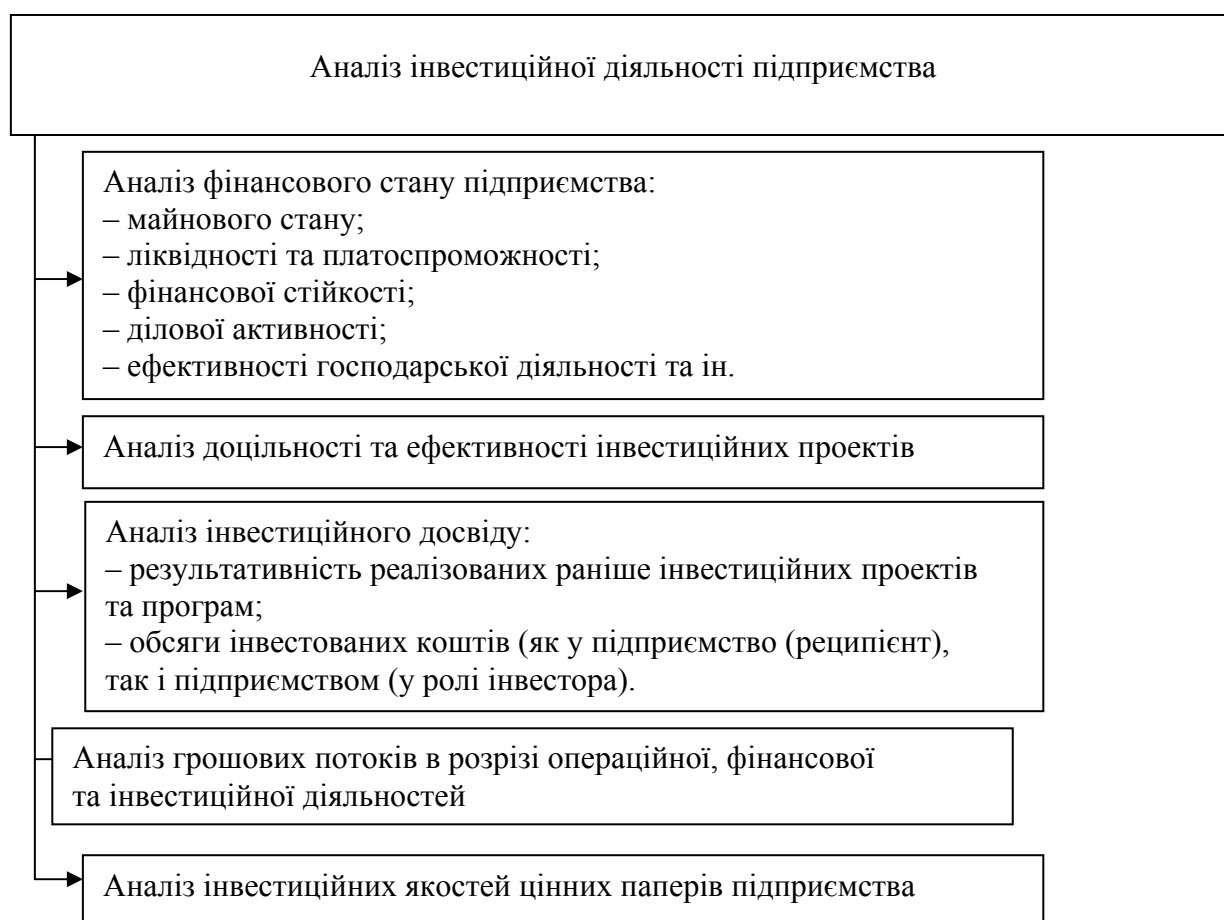 Аналіз інвестиційної діяльності підприємства
Аналіз фінансового стану підприємства:
– майнового стану;
– ліквідності та платоспроможності;
– фінансової стійкості;
– ділової активності;
– ефективності господарської діяльності та ін.
Аналіз доцільності та ефективності інвестиційних проектів
Аналіз інвестиційного досвіду:
– результативність реалізованих раніше інвестиційних проектів
та програм;
– обсяги інвестованих коштів (як у підприємство (реципієнт),
так і підприємством (у ролі інвестора).
Аналіз грошових потоків в розрізі операційної, фінансової
та інвестиційної діяльностей
Аналіз інвестиційних якостей цінних паперів підприємства